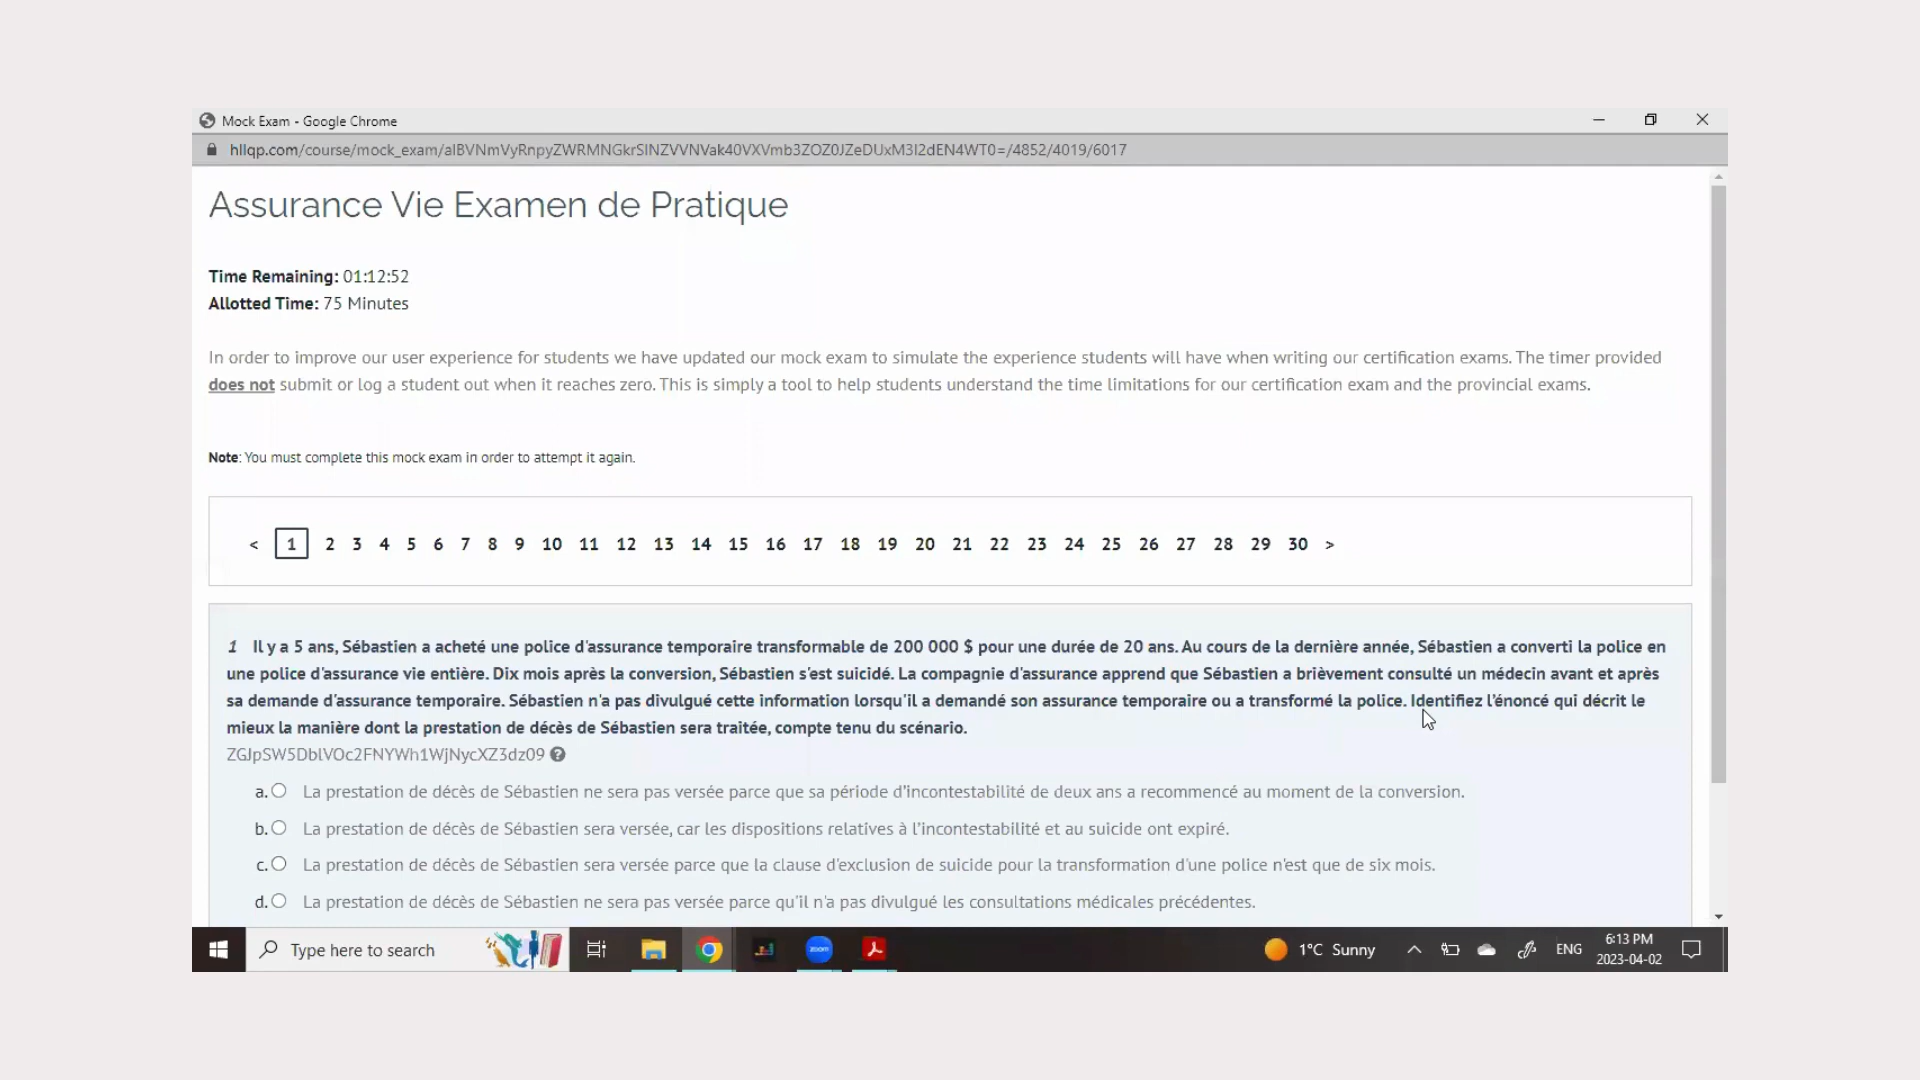 Mock Exam - Google Chrome
hllqp.com/course/mock_exam/alBVNmVyRnpyZWRMNGkrSlNZVVNVak40VXVmb3ZOZ0JZeDUxM3l2dEN4WT0=/4852/4019/6017
Assurance Vie Examen de Pratique
Time Remaining: 01:12:52
Allotted Time: 75 Minutes
In order to improve our user experience for students we have updated our mock exam to simulate the experience students will have when writing our certification exams. The timer provided
does not submit or log a student out when it reaches zero. This is simply a tool to help students understand the time limitations for our certification exam and the provincial exams.
Note: You must complete this mock exam in order to attempt it again.
< 1 2 3 4 5 6 7 8 9 10 11 12 13 14 15 16 17 18 19 20 21 22 23 24 25 26 27 28 29 30 >
1 Il y a 5 ans, Sébastien a acheté une police d'assurance temporaire transformable de 200 000 $ pour une durée de 20 ans. Au cours de la dernière année, Sébastien a converti la police en
une police d'assurance vie entière. Dix mois après la conversion, Sébastien s'est suicidé. La compagnie d'assurance apprend que Sébastien a brièvement consulté un médecin avant et après
sa demande d'assurance temporaire. Sébastien n'a pas divulgué cette information lorsqu'il a demandé son assurance temporaire ou a transformé la police. Identifiez l'énoncé qui décrit le
mieux la manière dont la prestation de décès de Sébastien sera traitée, compte tenu du scénario.
ZGJpSW5DblVOc2FNYWh1WjNycXZ3dz09
a. La prestation de décès de Sébastien ne sera pas versée parce que sa période d'incontestabilité de deux ans a recommencé au moment de la conversion.
b. La prestation de décès de Sébastien sera versée, car les dispositions relatives à l'incontestabilité et au suicide ont expiré.
c. La prestation de décès de Sébastien sera versée parce que la clause d'exclusion de suicide pour la transformation d'une police n'est que de six mois.
d. La prestation de décès de Sébastien ne sera pas versée parce qu'il n'a pas divulgué les consultations médicales précédentes.
Type here to search
zoom
1°C Sunny
ENG
6:13 PM
2023-04-02